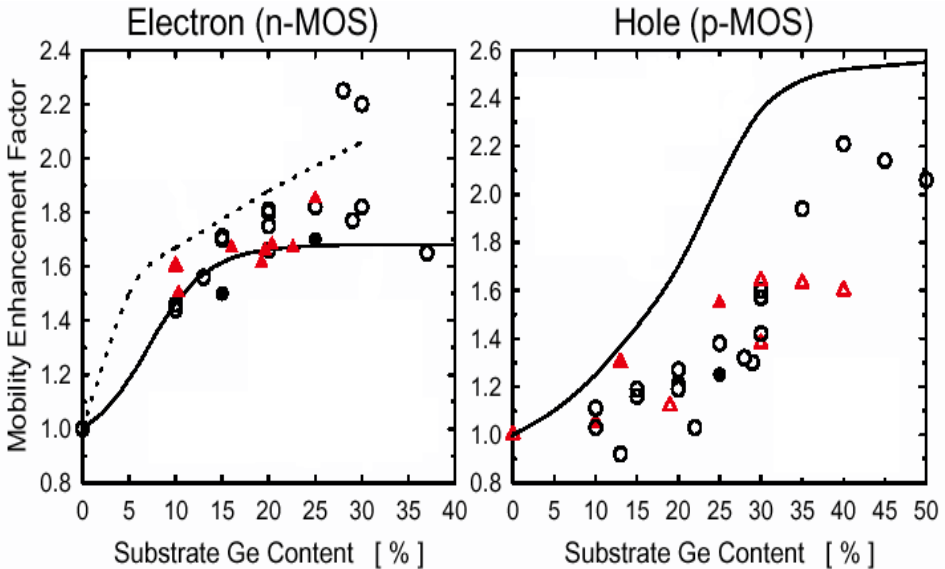 Electron (n-MOS)
Hole (p-MOS)
Mobility Enhancement Factor
2.4
2.2
2.0
1.8
1.6
1.4
1.2
1.0
0.8
0 5 10 15 20 25 30 35 40
Substrate Ge Content [ % ]
2.6
2.4
2.2
2.0
1.8
1.6
1.4
1.2
1.0
0.8
0 5 10 15 20 25 30 35 40 45 50
Substrate Ge Content [ % ]